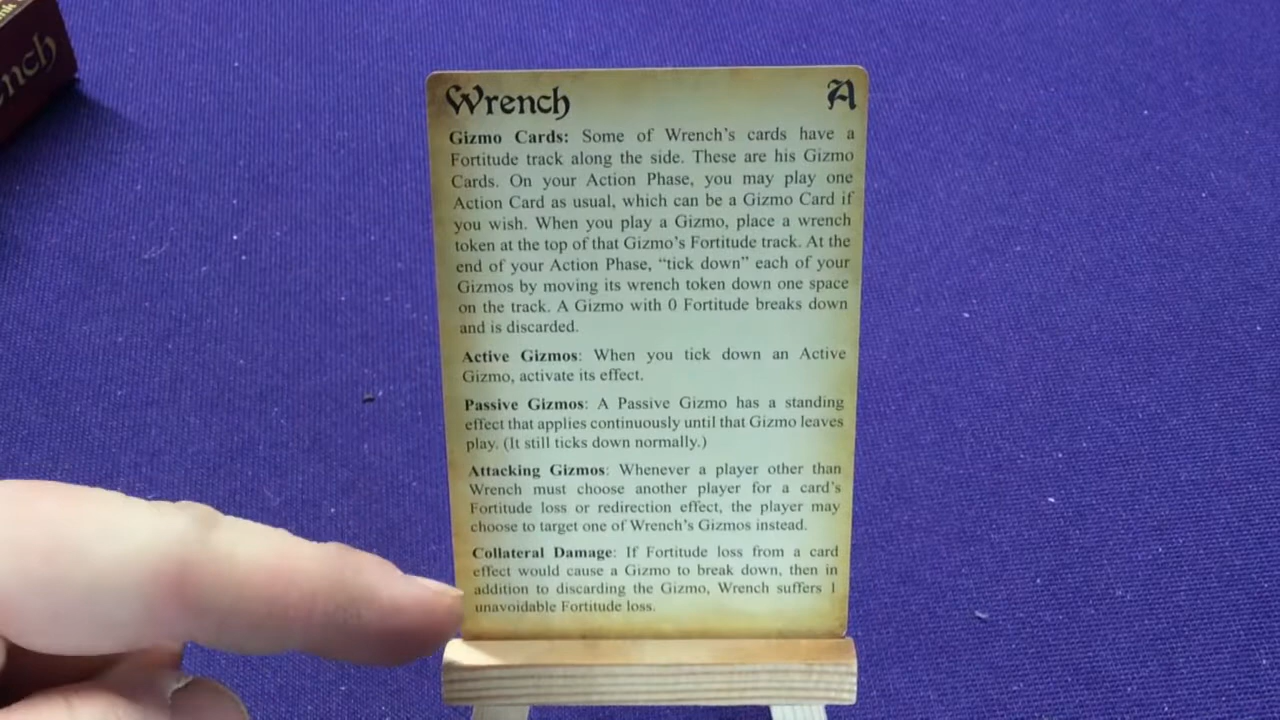 Wrench A
Gizmo Cards: Some of Wrench's cards have a
Fortitude track along the side. These are his Gizmo
Cards. On your Action Phase, you may play one
Action Card as usual, which can be a Gizmo Card if
you wish. When you play a Gizmo, place a wrench
token at the top of that Gizmo's Fortitude track. At the
end of your Action Phase, “tick down” each of your
Gizmos by moving its wrench token down one space
on the track. A Gizmo with 0 Fortitude breaks down
and is discarded.
Active Gizmos: When you tick down an Active
Gizmo, activate its effect.
Passive Gizmos: A Passive Gizmo has a standing
effect that applies continuously until that Gizmo leaves
play. (It still ticks down normally.)
Attacking Gizmos: Whenever a player other than
Wrench must choose another player for a card's
Fortitude loss or redirection effect, the player may
choose to target one of Wrench's Gizmos instead.
Collateral Damage: If Fortitude loss from a card
effect would cause a Gizmo to break down, then in
addition to discarding the Gizmo, Wrench suffers 1
unavoidable Fortitude loss.